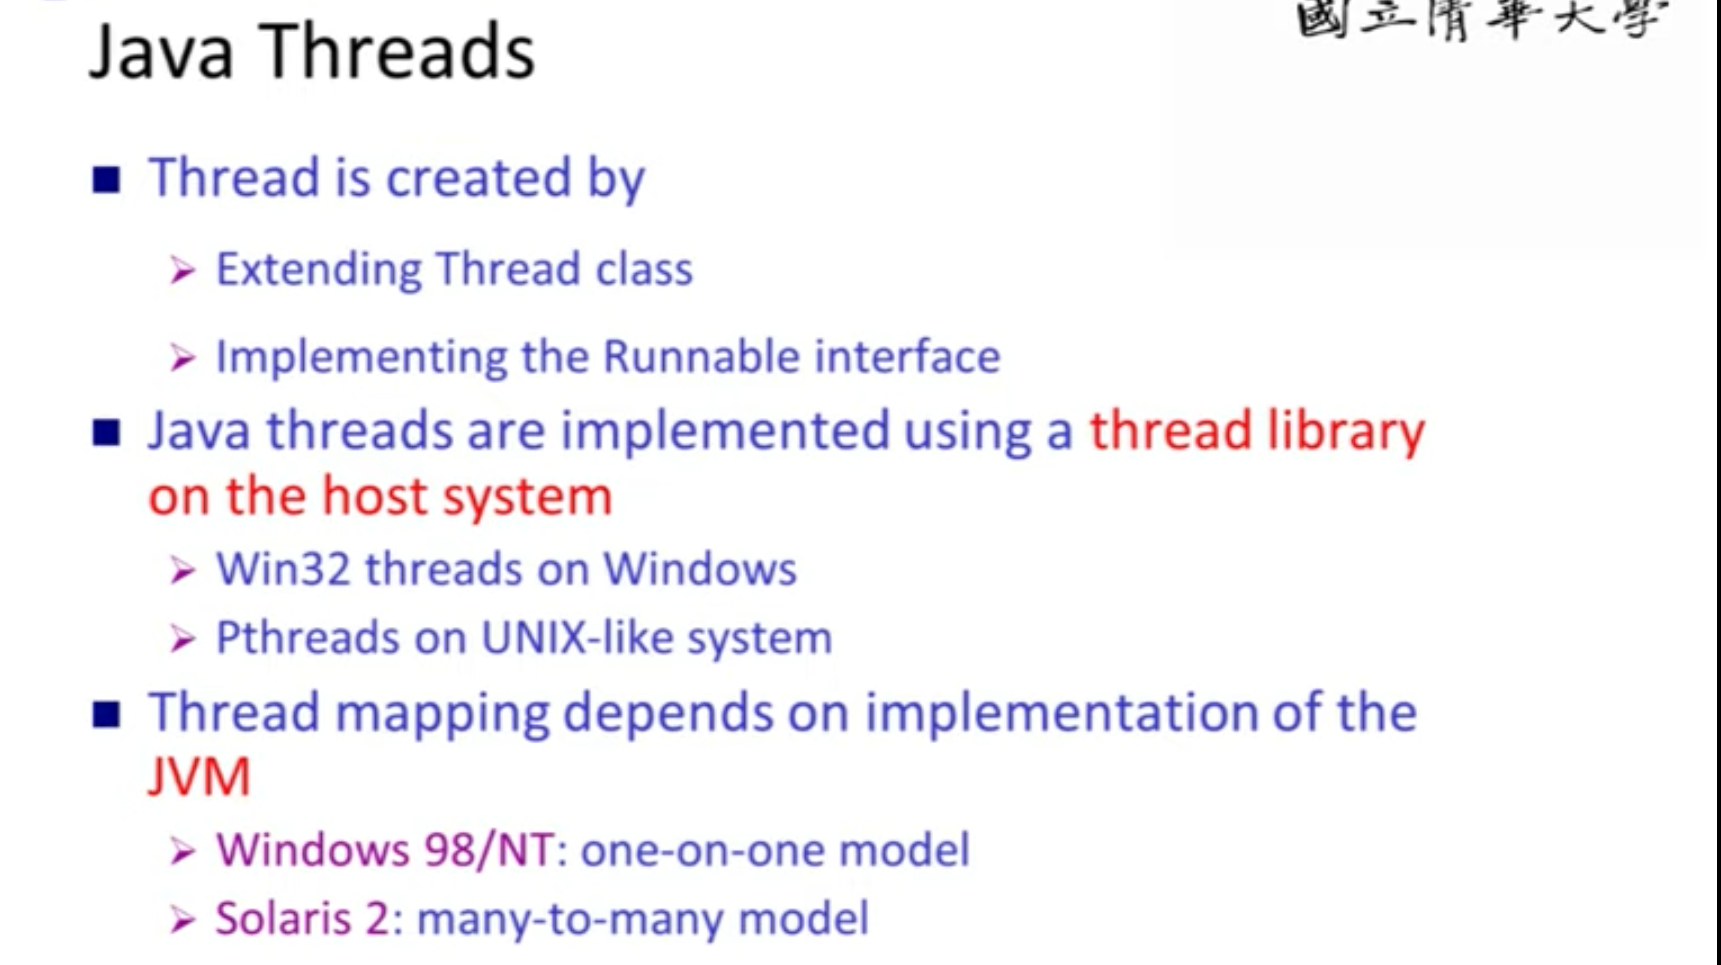 國立清華大學
Java Threads
Thread is created by
Extending Thread class
Implementing the Runnable interface
Java threads are implemented using a thread library
on the host system
Win32 threads on Windows
Pthreads on UNIX-like system
Thread mapping depends on implementation of the
JVM
Windows 98/NT: one-on-one model
Solaris 2: many-to-many model